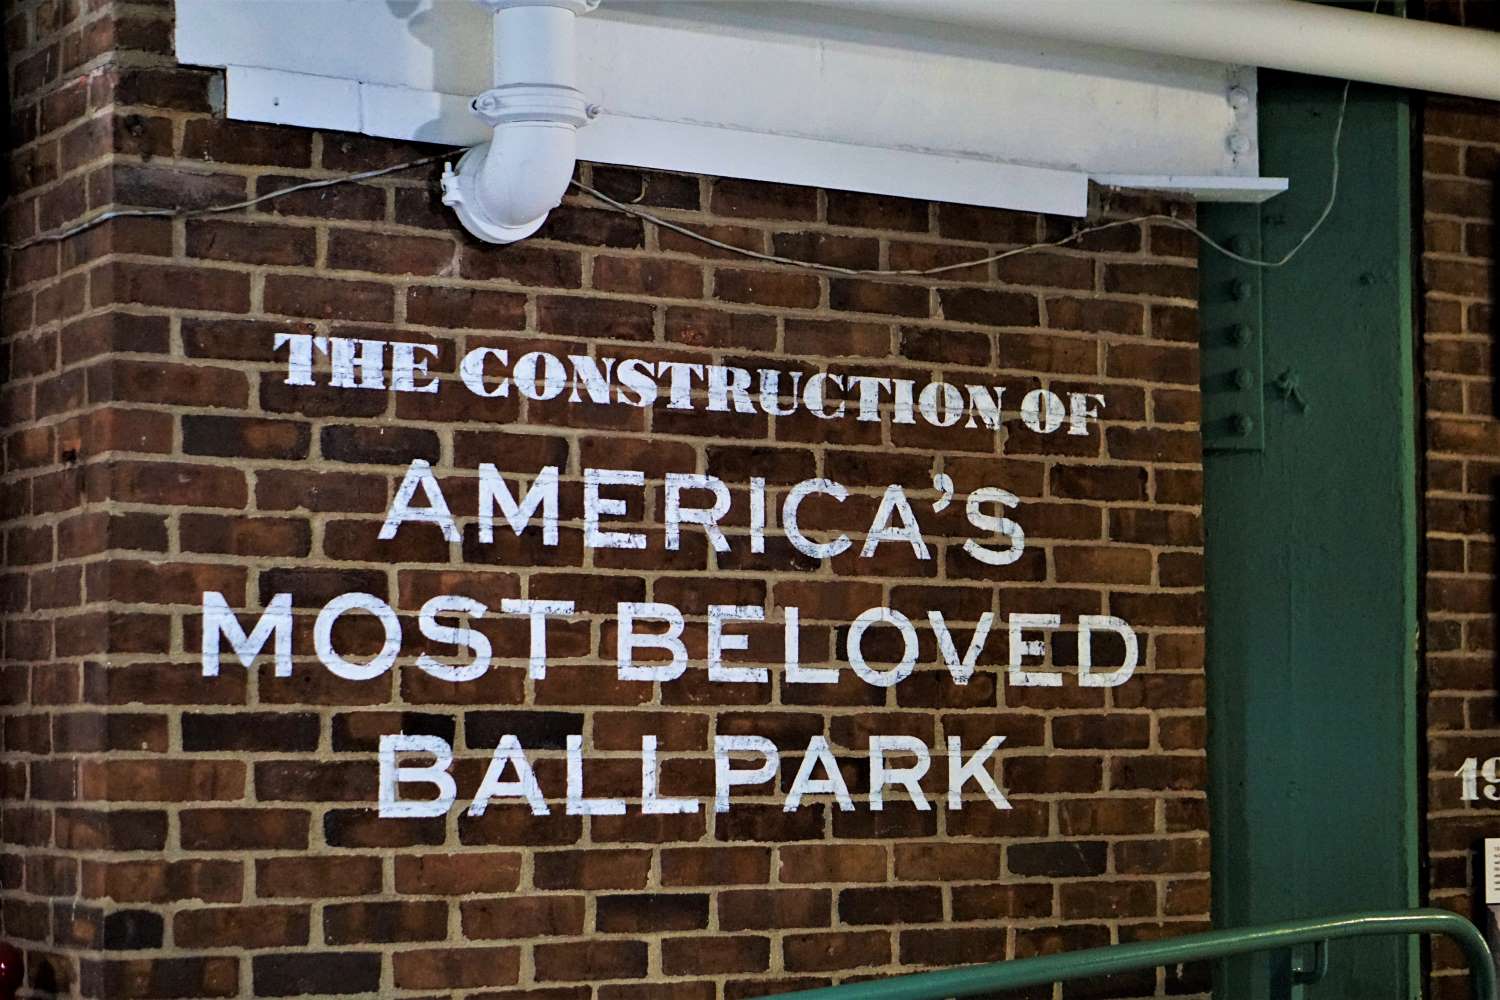 THE CONSTRUCTION OF
AMERICA'S
MOST BELOVED
BALLPARK